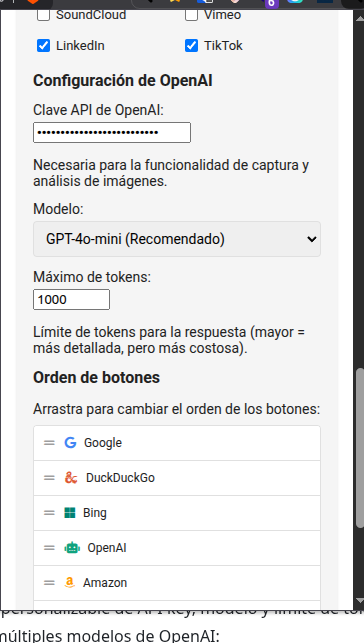 SoundCloud Vimeo
LinkedIn TikTok
Configuración de OpenAI
Clave API de OpenAI:
••••••••••••••••••••••••••
Necesaria para la funcionalidad de captura y
análisis de imágenes.
Modelo:
GPT-4o-mini (Recomendado)
Máximo de tokens:
1000
Límite de tokens para la respuesta (mayor =
más detallada, pero más costosa).
Orden de botones
Arrastra para cambiar el orden de los botones:
Google
DuckDuckGo
Bing
OpenAI
Amazon
personalizable de API Key, modelo y límite de
múltiples modelos de OpenAI: